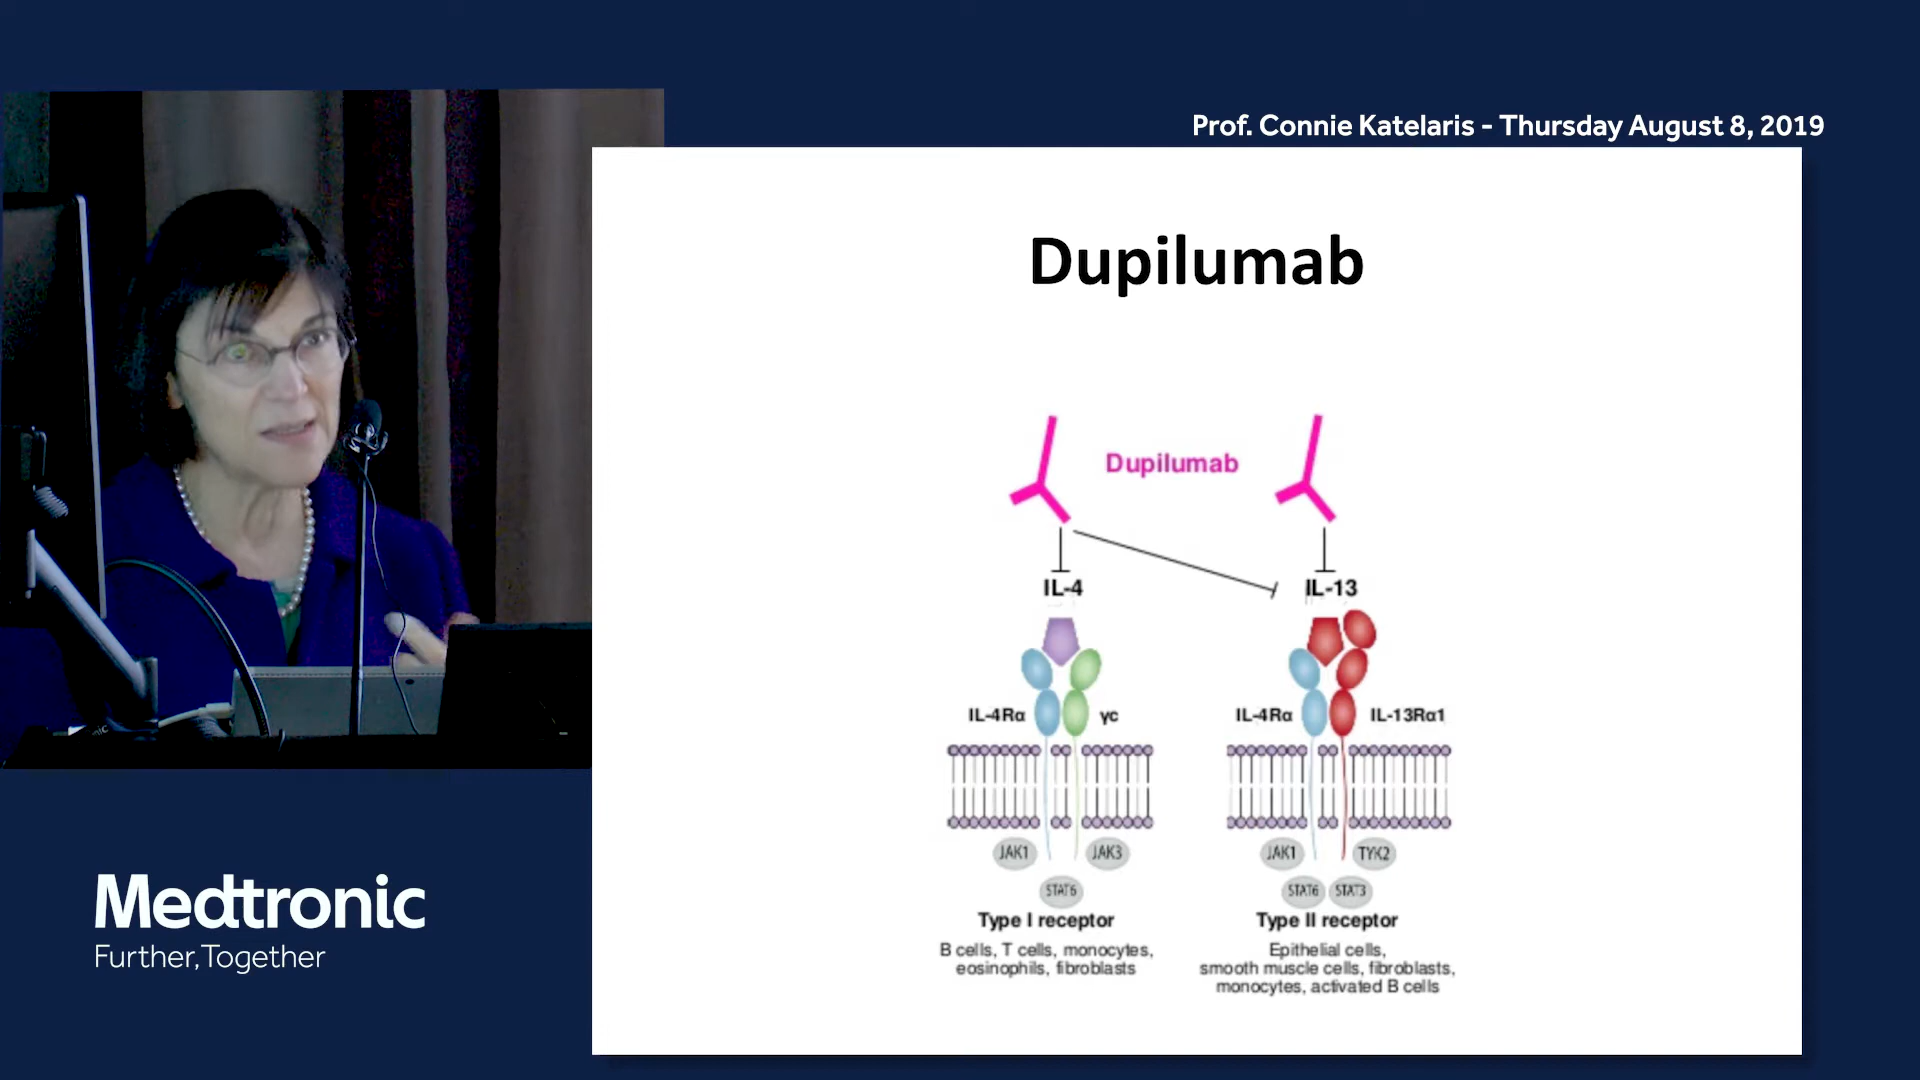 Prof. Connie Katelaris - Thursday August 8, 2019
Dupilumab
Dupilumab
IL-4
IL-13
IL-4Rα
γc
IL-4Rα
IL-13Rα1
JAK1
JAK3
JAK1
TYK2
STAT6
STAT6
STAT3
Type I receptor
Type II receptor
B cells, T cells, monocytes,
eosinophils, fibroblasts
Epithelial cells,
smooth muscle cells, fibroblasts,
monocytes, activated B cells
Medtronic
Further, Together